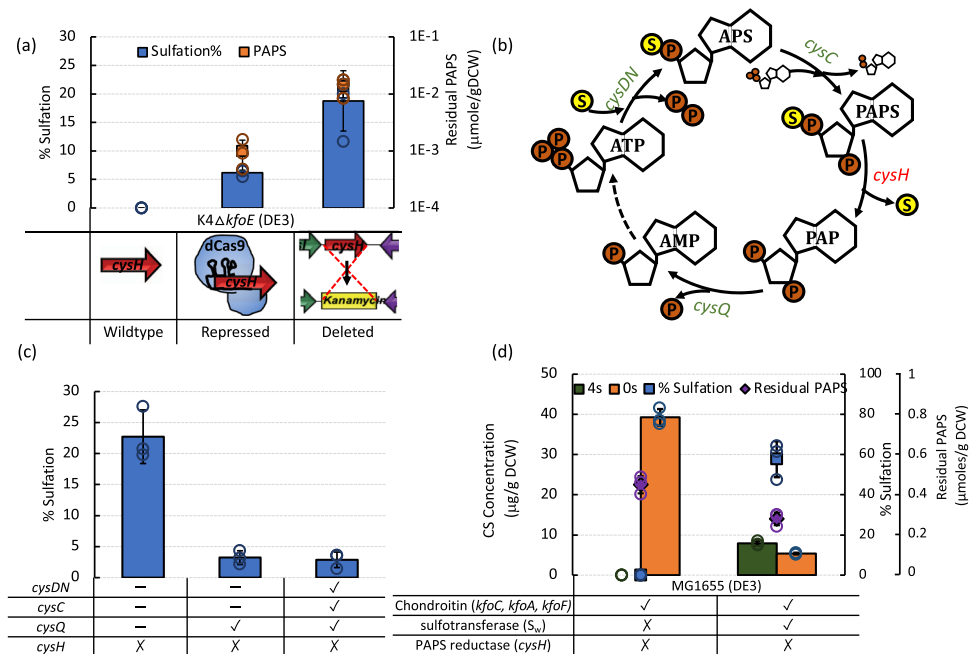 (a)
30
25
20
15
10
5
0
% Sulfation
Sulfation%
PAPS
1E-1
1E-2
1E-3
1E-4
Residual PAPS
(μmole/gDCW)
K4ΔkfoE (DE3)
cysH
dCas9
cysH
cysH
Kanamycin
Wildtype
Repressed
Deleted
(b)
APS
S
P
cysC
cysDN
S
P
P
PAPS
S
P
P
cysH
S
ATP
P
P
P
PAP
P
P
AMP
P
cysQ
P
(c)
30
25
20
15
10
5
0
% Sulfation
cysDN – – ✓
cysC – – ✓
cysQ – ✓ ✓
cysH X X X
(d)
50
40
30
20
10
0
CS Concentration
(μg/g DCW)
4s
0s
% Sulfation
Residual PAPS
100
80
60
40
20
0
% Sulfation
1
0.8
0.6
0.4
0.2
0
Residual PAPS
(μmoles/g DCW)
MG1655 (DE3)
Chondroitin (kfoC, kfoA, kfoF) ✓ ✓
sulfotransferase (Sw) X ✓
PAPS reductase (cysH) X X